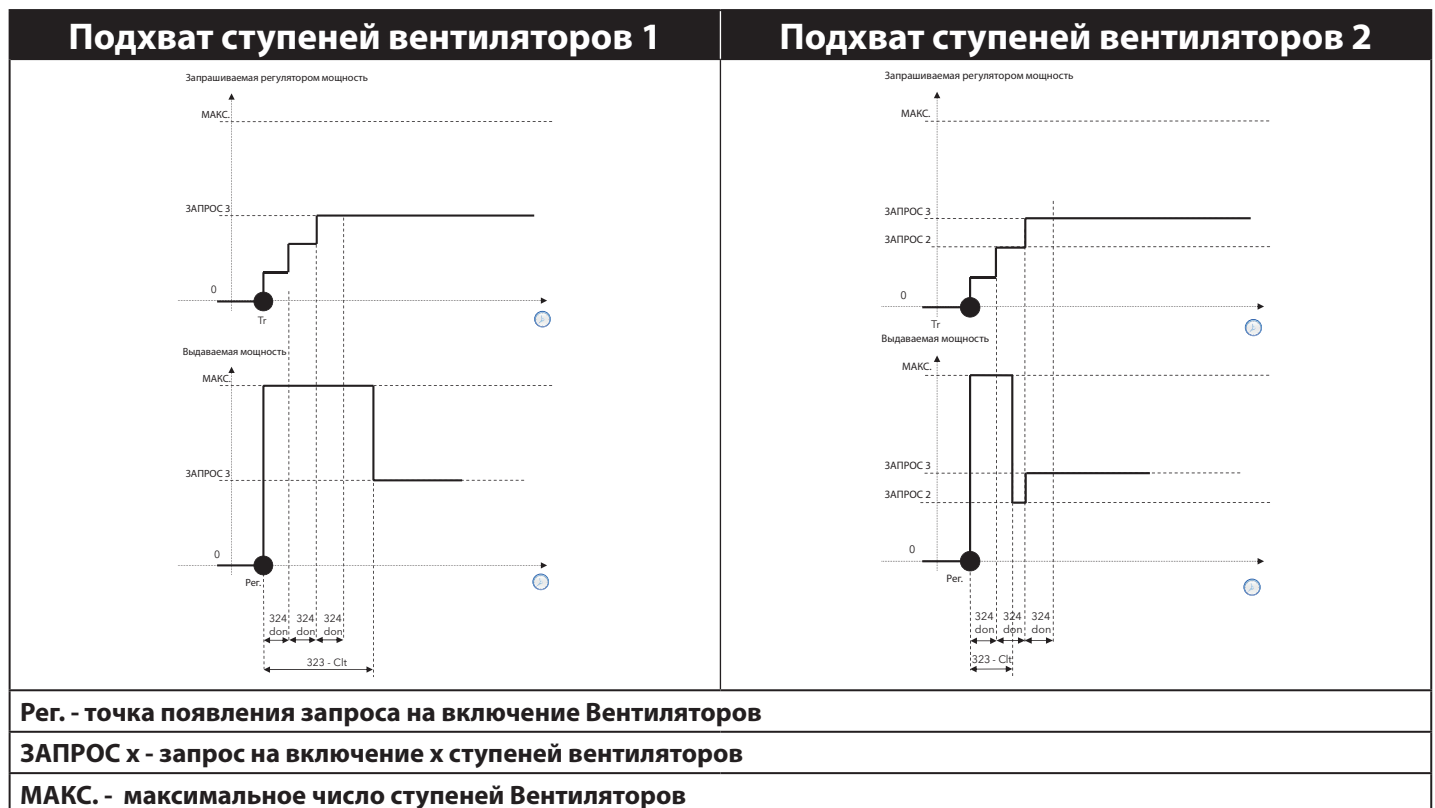 Подхват ступеней вентиляторов 1
Запрашиваемая регулятором мощность
МАКС.
ЗАПРОС 3
0
Tr
Выдаваемая мощность
МАКС.
ЗАПРОС 3
0
Рег.
324 324 324
don don don
323 - Clt
Подхват ступеней вентиляторов 2
Запрашиваемая регулятором мощность
МАКС.
ЗАПРОС 3
ЗАПРОС 2
0
Tr
Выдаваемая мощность
МАКС.
ЗАПРОС 3
ЗАПРОС 2
0
Рег.
324 324 324
don don don
323 - Clt
Рег. - точка появления запроса на включение Вентиляторов
ЗАПРОС х - запрос на включение х ступеней вентиляторов
МАКС. - максимальное число ступеней Вентиляторов